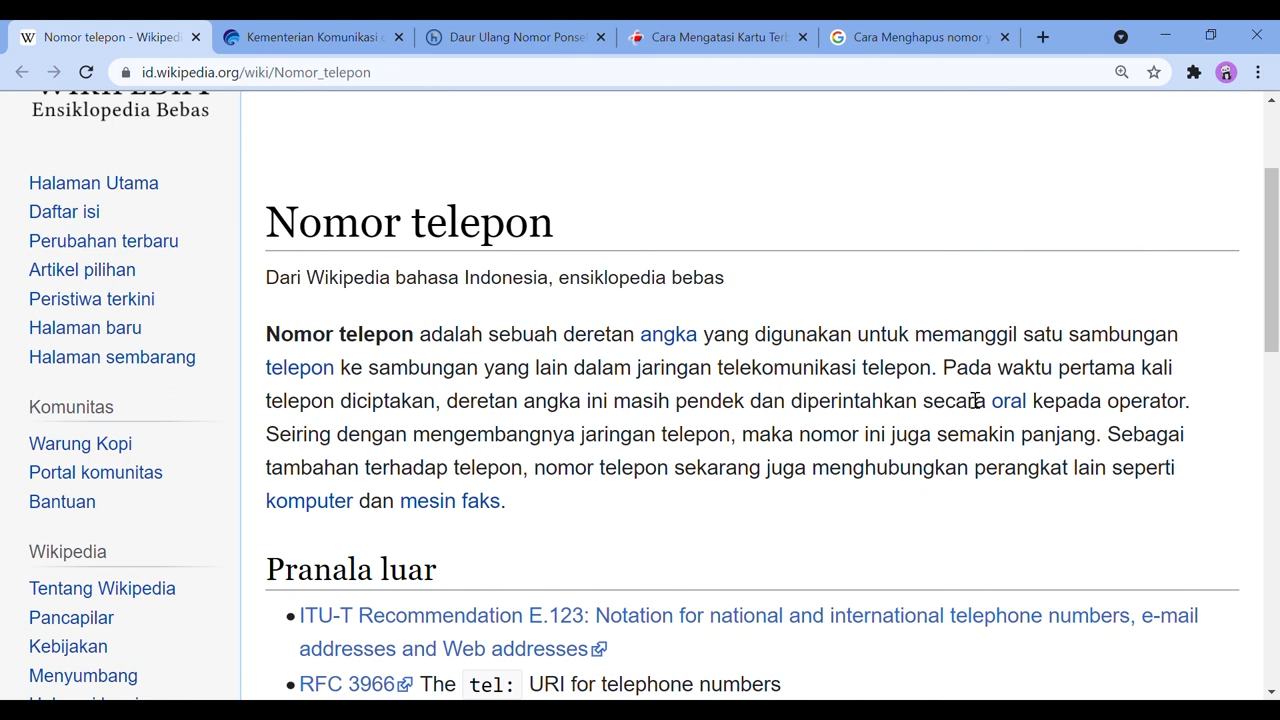 Nomor telepon - Wikiped
Kementerian Komunikasi
Daur Ulang Nomor Ponse
Cara Mengatasi Kartu Ter
Cara Menghapus nomor y
id.wikipedia.org/wiki/Nomor_telepon
WIKIPEDIA
Ensiklopedia Bebas
Halaman Utama
Daftar isi
Perubahan terbaru
Artikel pilihan
Peristiwa terkini
Halaman baru
Halaman sembarang
Komunitas
Warung Kopi
Portal komunitas
Bantuan
Wikipedia
Tentang Wikipedia
Pancapilar
Kebijakan
Menyumbang
Nomor telepon
Dari Wikipedia bahasa Indonesia, ensiklopedia bebas
Nomor telepon adalah sebuah deretan angka yang digunakan untuk memanggil satu sambungan
telepon ke sambungan yang lain dalam jaringan telekomunikasi telepon. Pada waktu pertama kali
telepon diciptakan, deretan angka ini masih pendek dan diperintahkan secara oral kepada operator.
Seiring dengan mengembangnya jaringan telepon, maka nomor ini juga semakin panjang. Sebagai
tambahan terhadap telepon, nomor telepon sekarang juga menghubungkan perangkat lain seperti
komputer dan mesin faks.
Pranala luar
ITU-T Recommendation E.123: Notation for national and international telephone numbers, e-mail
addresses and Web addresses
RFC 3966 The tel: URI for telephone numbers